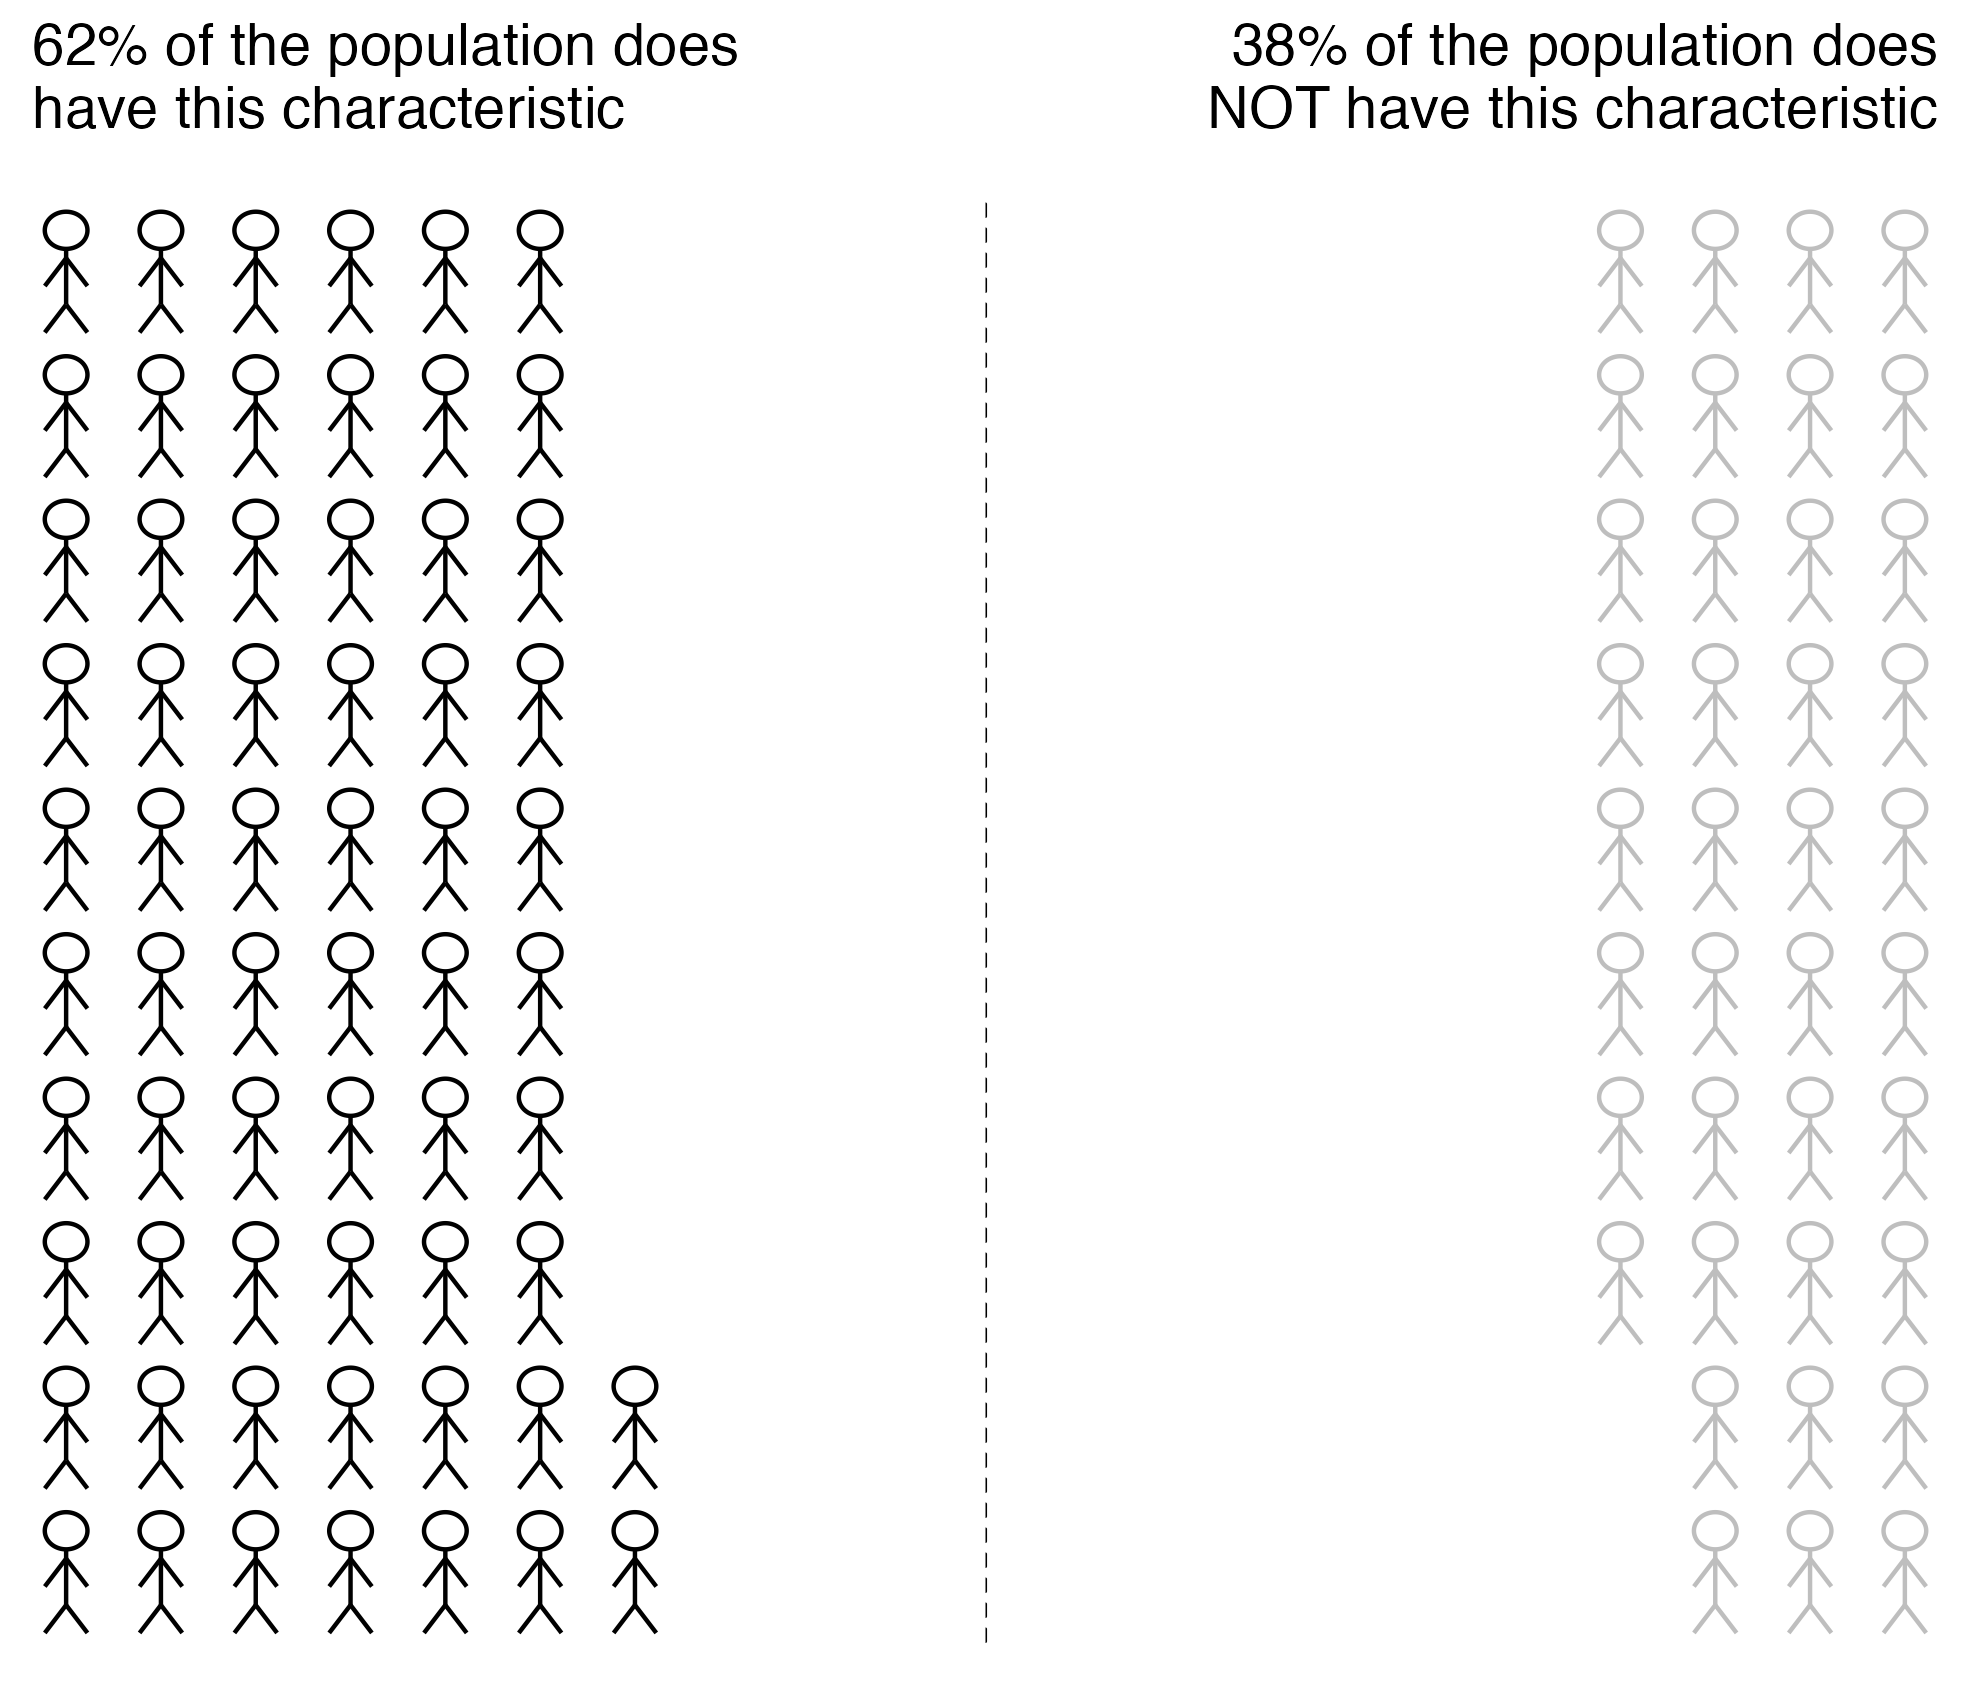 62% of the population does
have this characteristic
38% of the population does
NOT have this characteristic